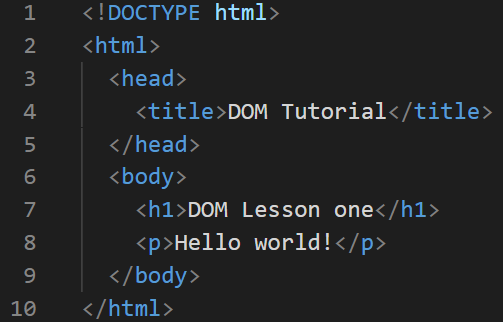 1 <!DOCTYPE html>
2 <html>
3   <head>
4     <title>DOM Tutorial</title>
5   </head>
6   <body>
7     <h1>DOM Lesson one</h1>
8     <p>Hello world!</p>
9   </body>
10 </html>